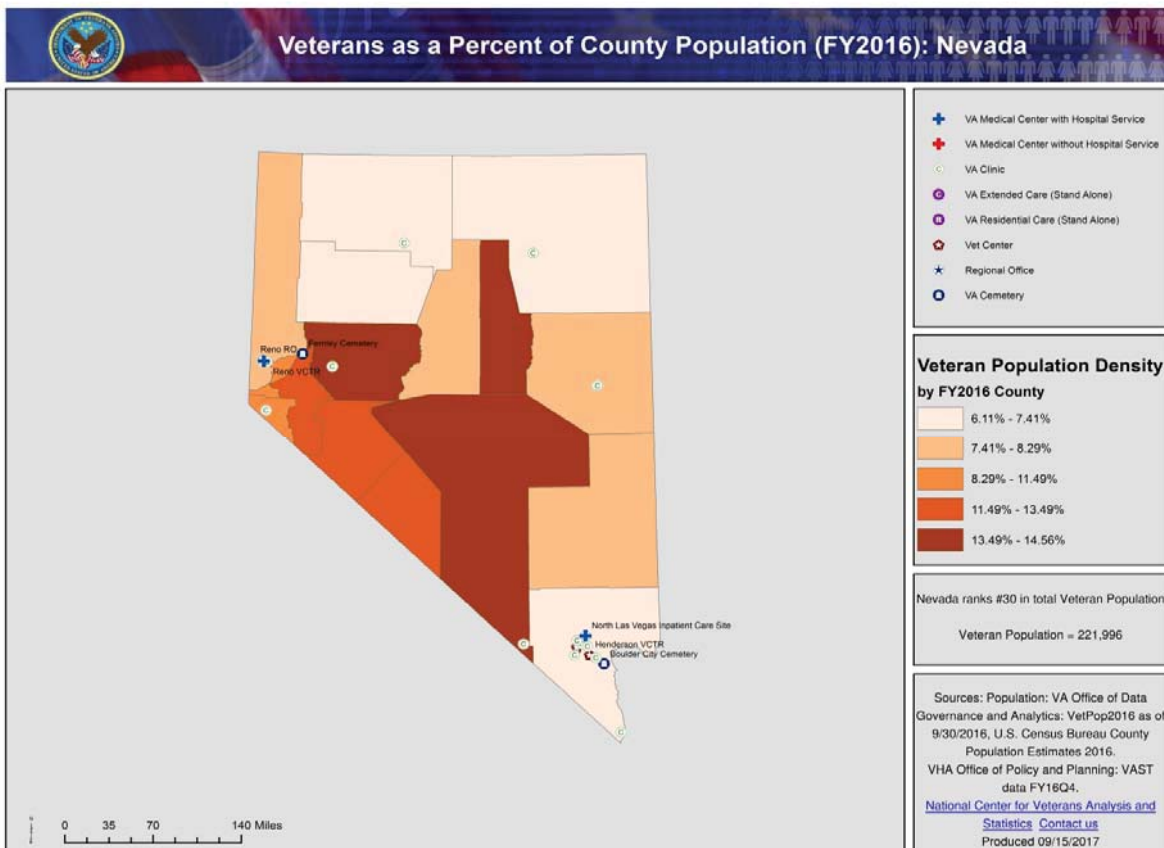 Veterans as a Percent of County Population (FY2016): Nevada
VA Medical Center with Hospital Service
VA Medical Center without Hospital Service
C VA Clinic
C VA Extended Care (Stand Alone)
R VA Residential Care (Stand Alone)
Vet Center
Regional Office
VA Cemetery
Veteran Population Density
by FY2016 County
6.11% - 7.41%
7.41% - 8.29%
8.29% - 11.49%
11.49% - 13.49%
13.49% - 14.56%
Nevada ranks #30 in total Veteran Population
Veteran Population = 221,996
Sources: Population: VA Office of Data
Governance and Analytics: VetPop2016 as of
9/30/2016, U.S. Census Bureau County
Population Estimates 2016.
VHA Office of Policy and Planning: VAST
data FY16Q4.
National Center for Veterans Analysis and
Statistics Contact us
Produced 09/15/2017
C
C
Reno RO
Fernley Cemetery
Reno VCTR
C
C
C
North Las Vegas Inpatient Care Site
Henderson VCTR
Boulder City Cemetery
C
C
C
C
C
C
0 35 70 140 Miles